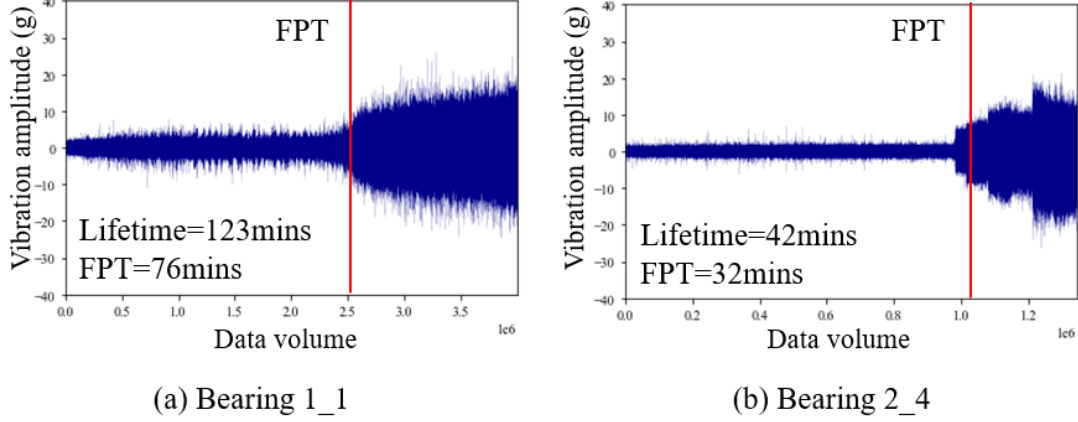 40
30
20
10
0
−10
−20
−30
−40
Vibration amplitude (g)
FPT
Lifetime=123mins
FPT=76mins
0.0 0.5 1.0 1.5 2.0 2.5 3.0 3.5
1e6
Data volume
(a) Bearing 1_1
40
30
20
10
0
−10
−20
−30
−40
Vibration amplitude (g)
FPT
Lifetime=42mins
FPT=32mins
0.0 0.2 0.4 0.6 0.8 1.0 1.2
1e6
Data volume
(b) Bearing 2_4